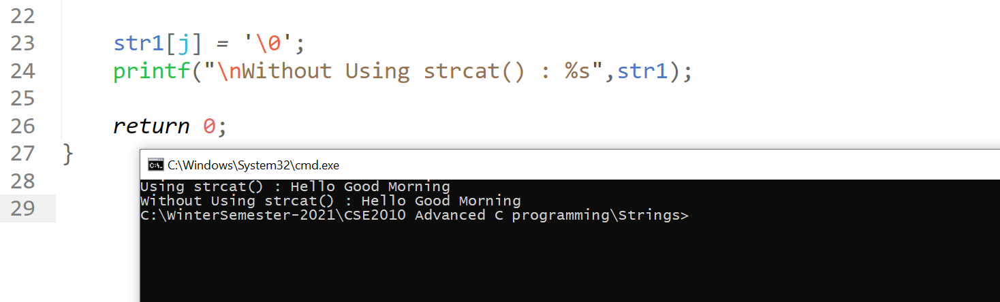 22
23 str1[j] = '\0';
24 printf("\nWithout Using strcat() : %s",str1);
25
26 return 0;
27 }
28
29
C:\Windows\System32\cmd.exe
Using strcat() : Hello Good Morning
Without Using strcat() : Hello Good Morning
C:\WinterSemester-2021\CSE2010 Advanced C programming\Strings>